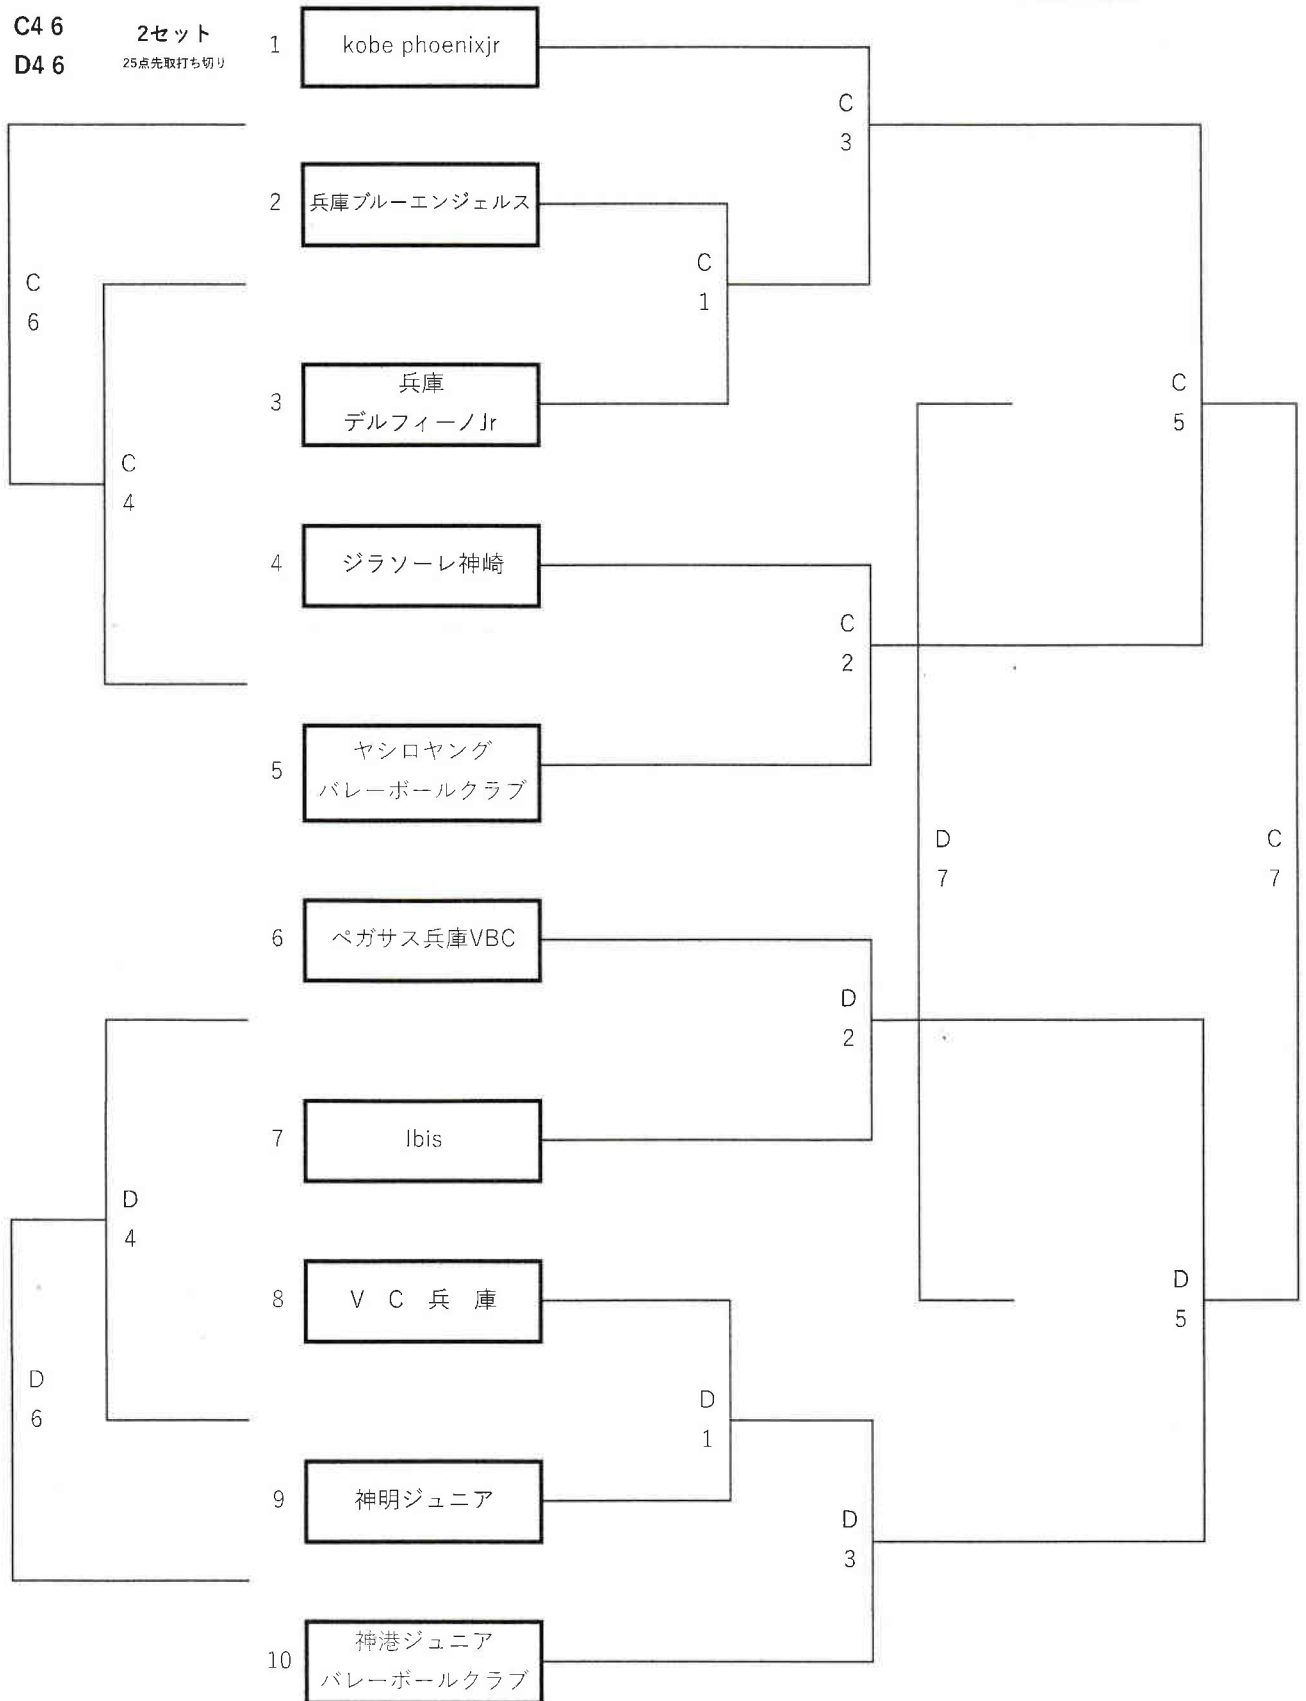 C4 6
D4 6
2セット
25点先取打ち切り
1
kobe phoenixjr
C
3
2
兵庫ブルーエンジェルス
C
1
C
6
3
兵庫
デルフィーノJr
C
5
C
4
4
ジラソーレ神崎
C
2
5
ヤシロヤング
バレーボールクラブ
D
7
C
7
6
ペガサス兵庫VBC
D
2
7
Ibis
D
4
8
V C 兵 庫
D
5
D
6
D
1
9
神明ジュニア
D
3
10
神港ジュニア
バレーボールクラブ